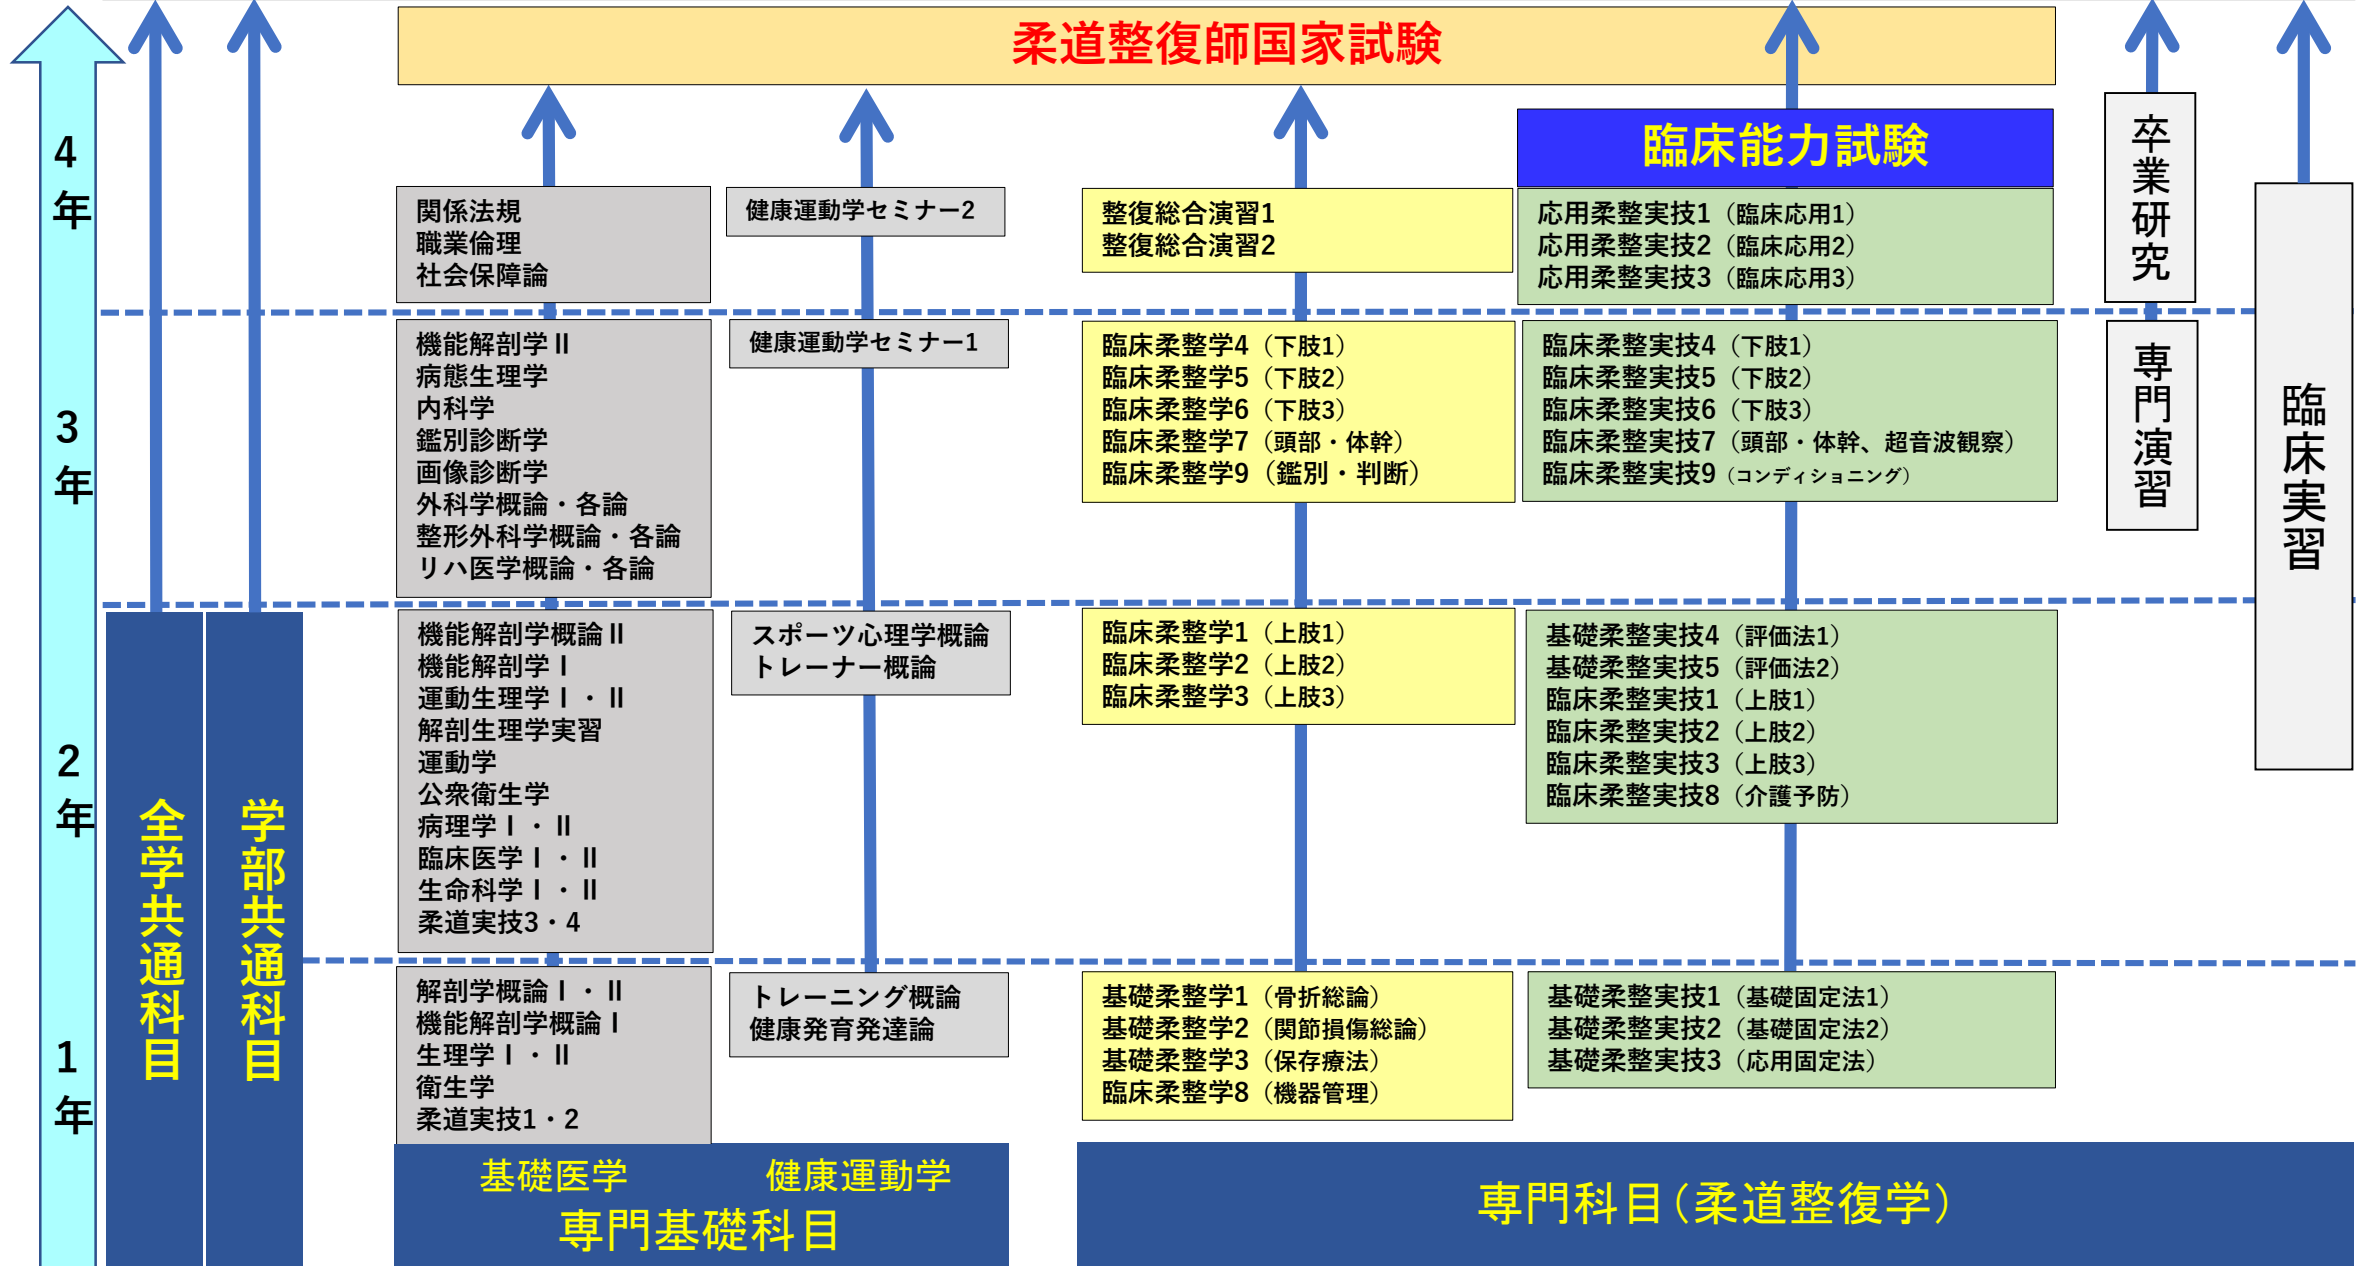 柔道整復師国家試験
4年
臨床能力試験
関係法規
職業倫理
社会保障論
健康運動学セミナー2
整復総合演習1
整復総合演習2
応用柔整実技1（臨床応用1）
応用柔整実技2（臨床応用2）
応用柔整実技3（臨床応用3）
卒業研究
3年
機能解剖学Ⅱ
病態生理学
内科学
鑑別診断学
画像診断学
外科学概論・各論
整形外科学概論・各論
リハ医学概論・各論
健康運動学セミナー1
臨床柔整学4（下肢1）
臨床柔整学5（下肢2）
臨床柔整学6（下肢3）
臨床柔整学7（頭部・体幹）
臨床柔整学9（鑑別・判断）
臨床柔整実技4（下肢1）
臨床柔整実技5（下肢2）
臨床柔整実技6（下肢3）
臨床柔整実技7（頭部・体幹、超音波観察）
臨床柔整実技9（コンディショニング）
専門演習
臨床実習
2年
機能解剖学概論Ⅱ
機能解剖学Ⅰ
運動生理学Ⅰ・Ⅱ
解剖生理学実習
運動学
公衆衛生学
病理学Ⅰ・Ⅱ
臨床医学Ⅰ・Ⅱ
生命科学Ⅰ・Ⅱ
柔道実技3・4
スポーツ心理学概論
トレーナー概論
臨床柔整学1（上肢1）
臨床柔整学2（上肢2）
臨床柔整学3（上肢3）
基礎柔整実技4（評価法1）
基礎柔整実技5（評価法2）
臨床柔整実技1（上肢1）
臨床柔整実技2（上肢2）
臨床柔整実技3（上肢3）
臨床柔整実技8（介護予防）
全学共通科目
学部共通科目
1年
解剖学概論Ⅰ・Ⅱ
機能解剖学概論Ⅰ
生理学Ⅰ・Ⅱ
衛生学
柔道実技1・2
トレーニング概論
健康発育発達論
基礎柔整学1（骨折総論）
基礎柔整学2（関節損傷総論）
基礎柔整学3（保存療法）
臨床柔整学8（機器管理）
基礎柔整実技1（基礎固定法1）
基礎柔整実技2（基礎固定法2）
基礎柔整実技3（応用固定法）
基礎医学
健康運動学
専門基礎科目
専門科目（柔道整復学）